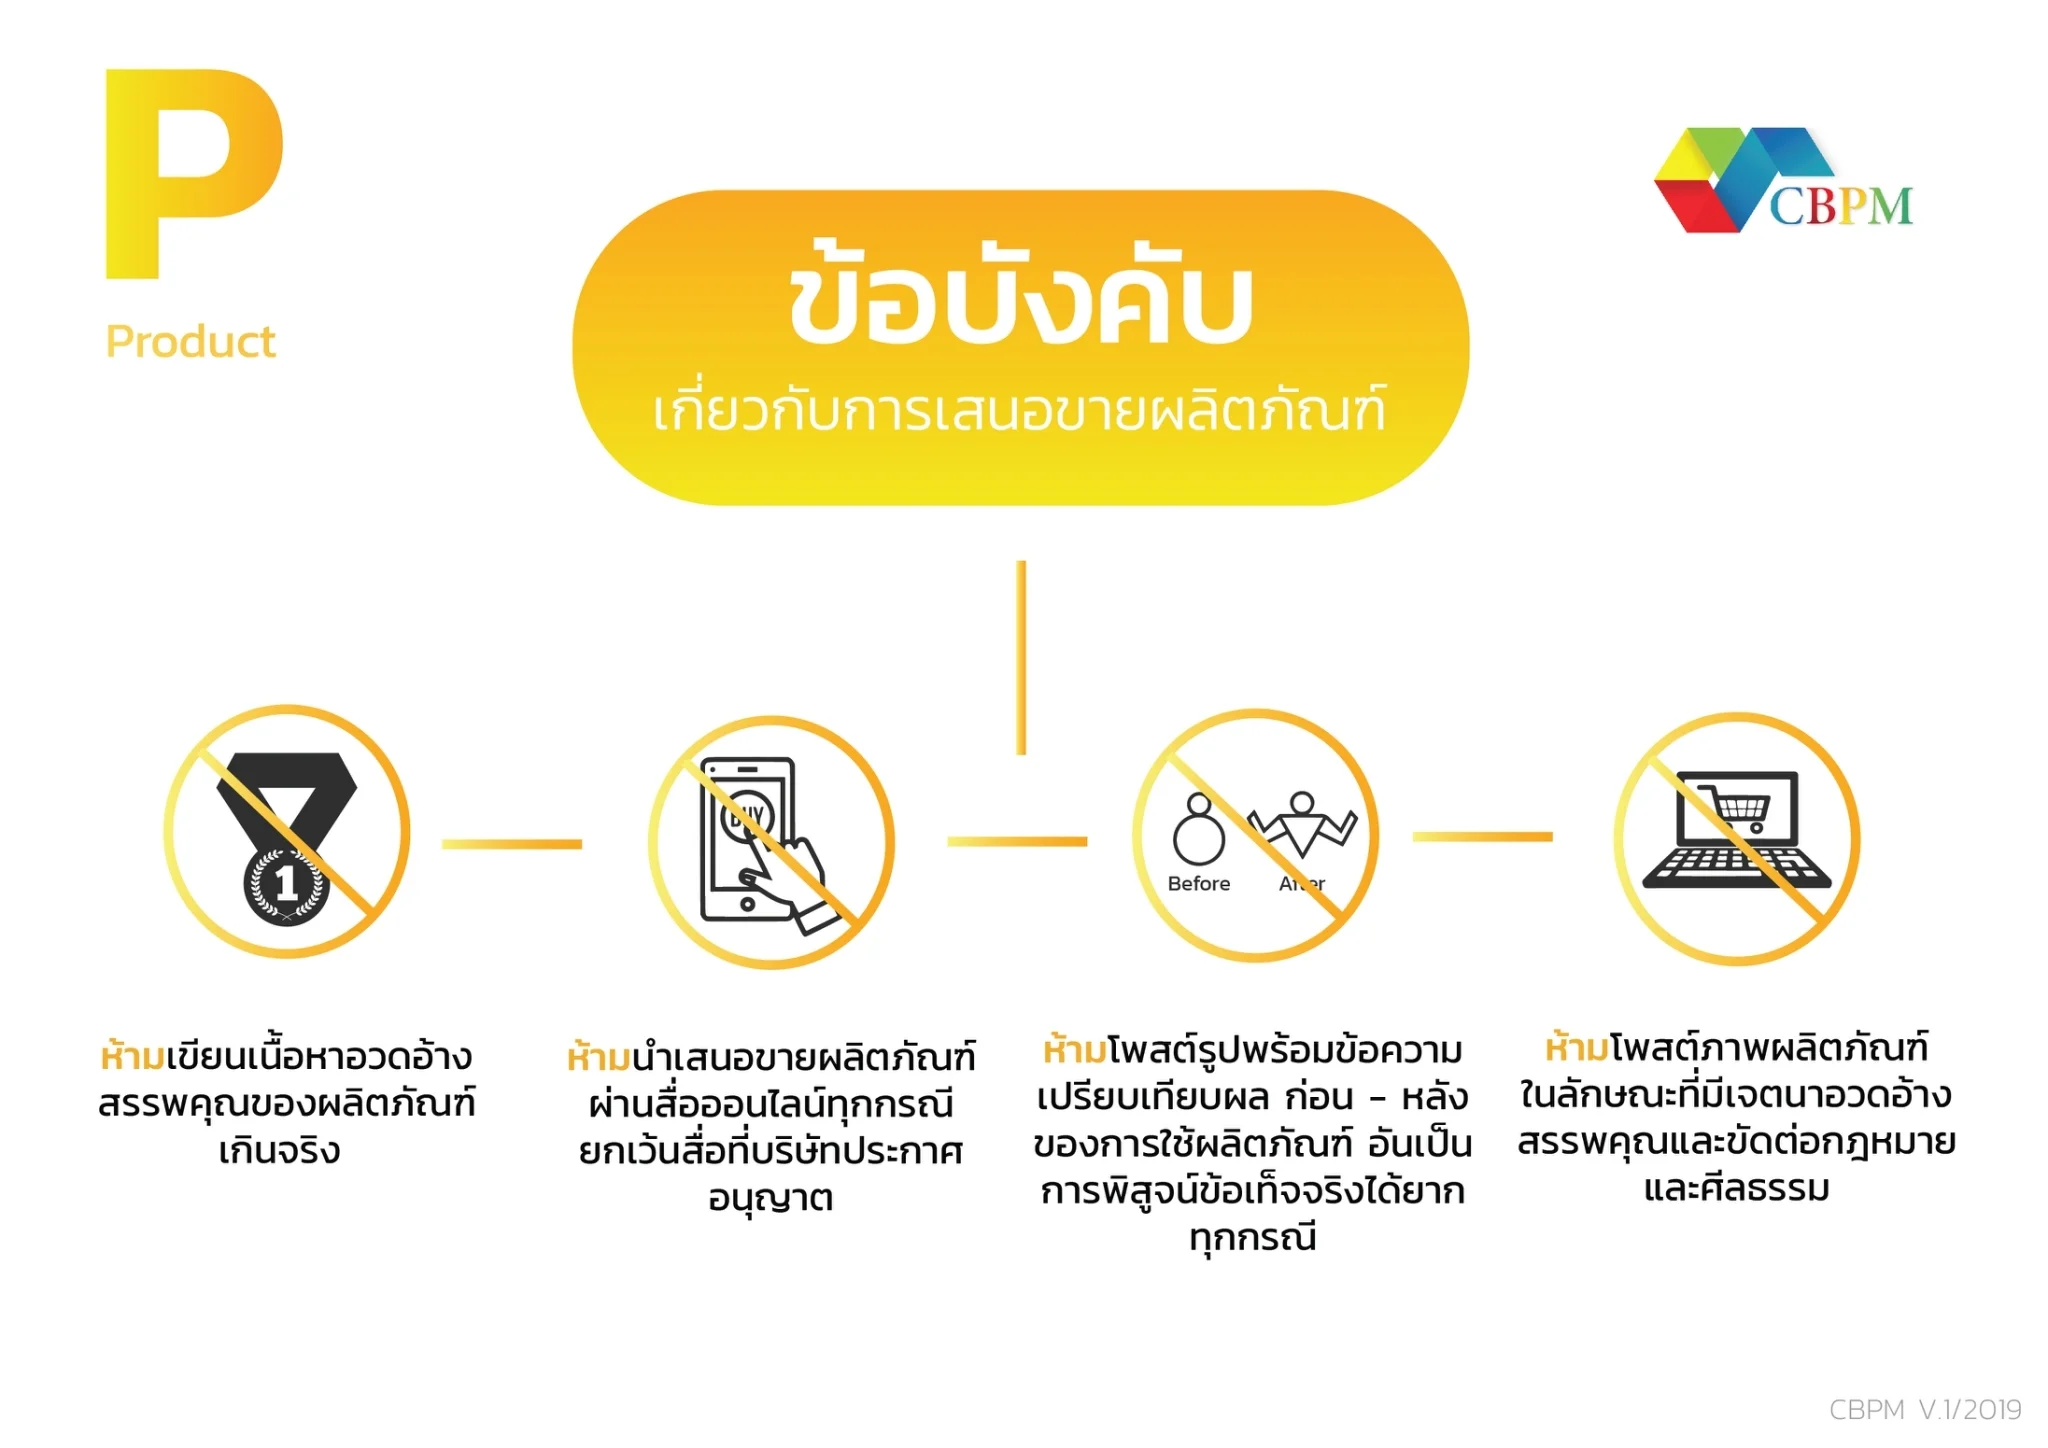 P
Product
CBPM
ข้อบังคับ
เกี่ยวกับการเสนอขายผลิตภัณฑ์
1
BUY
Before
After
ห้ามเขียนเนื้อหาอวดอ้าง
สรรพคุณของผลิตภัณฑ์
เกินจริง
ห้ามนำเสนอขายผลิตภัณฑ์
ผ่านสื่อออนไลน์ทุกกรณี
ยกเว้นสื่อที่บริษัทประกาศ
อนุญาต
ห้ามโพสต์รูปพร้อมข้อความ
เปรียบเทียบผล ก่อน - หลัง
ของการใช้ผลิตภัณฑ์ อันเป็น
การพิสูจน์ข้อเท็จจริงได้ยาก
ทุกกรณี
ห้ามโพสต์ภาพผลิตภัณฑ์
ในลักษณะที่มีเจตนาอวดอ้าง
สรรพคุณและขัดต่อกฎหมาย
และศีลธรรม
CBPM V.1/2019